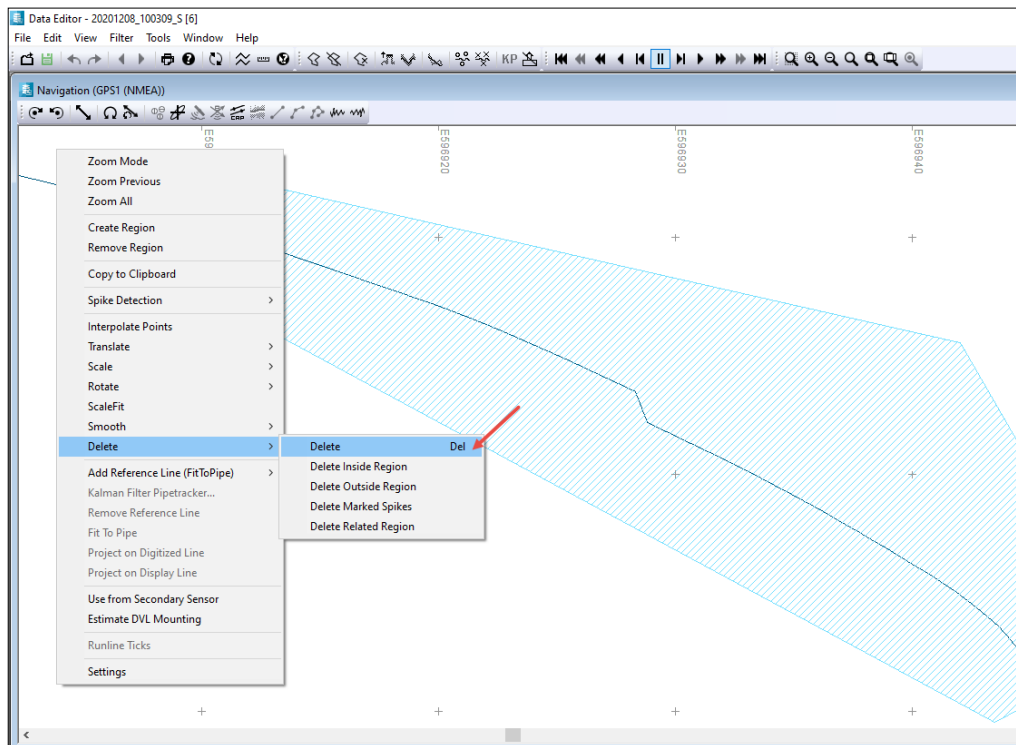 Data Editor - 20201208_100309_S [6]
File Edit View Filter Tools Window Help
KP
Navigation (GPS1 (NMEA))
CRP
E59
E596920
E596930
E596940
Zoom Mode
Zoom Previous
Zoom All
Create Region
Remove Region
Copy to Clipboard
Spike Detection
Interpolate Points
Translate
Scale
Rotate
ScaleFit
Smooth
Delete
Delete Del
Delete Inside Region
Delete Outside Region
Delete Marked Spikes
Delete Related Region
Add Reference Line (FitToPipe)
Kalman Filter Pipetracker...
Remove Reference Line
Fit To Pipe
Project on Digitized Line
Project on Display Line
Use from Secondary Sensor
Estimate DVL Mounting
Runline Ticks
Settings